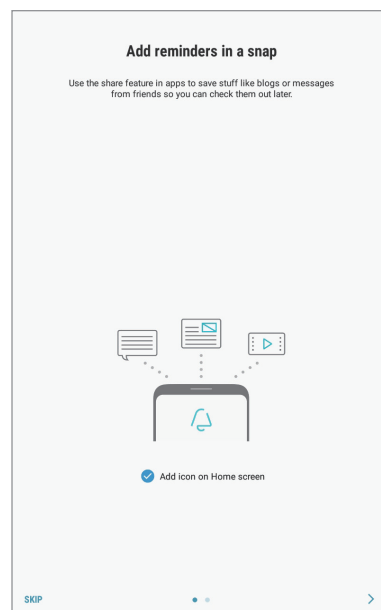 Add reminders in a snap
Use the share feature in apps to save stuff like blogs or messages
from friends so you can check them out later.
Add icon on Home screen
SKIP